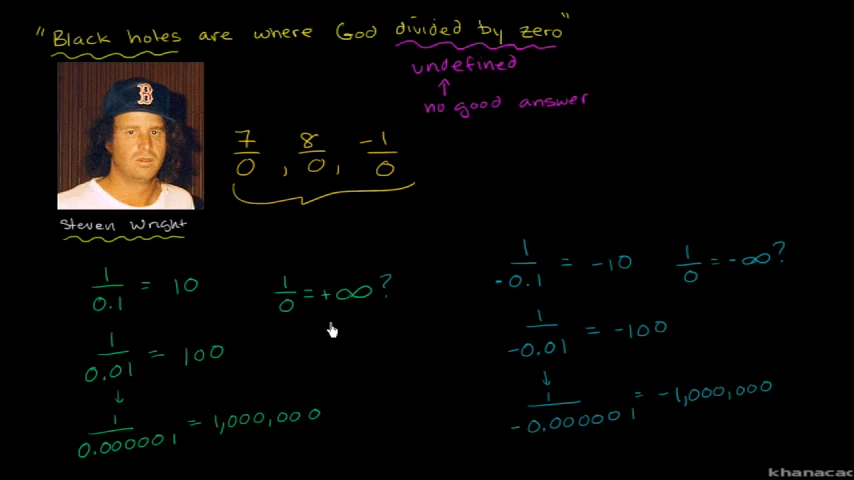 "Black holes are where God divided by zero"
undefined
↑
no good answer
B
7/0 , 8/0 , -1/0
Steven Wright
1/0.1 = 10
1/0 = +∞ ?
1/0.01 = 100
↓
1/0.000001 = 1,000,000
1/-0.1 = -10
1/0 = -∞ ?
1/-0.01 = -100
↓
1/-0.000001 = -1,000,000
khanacac